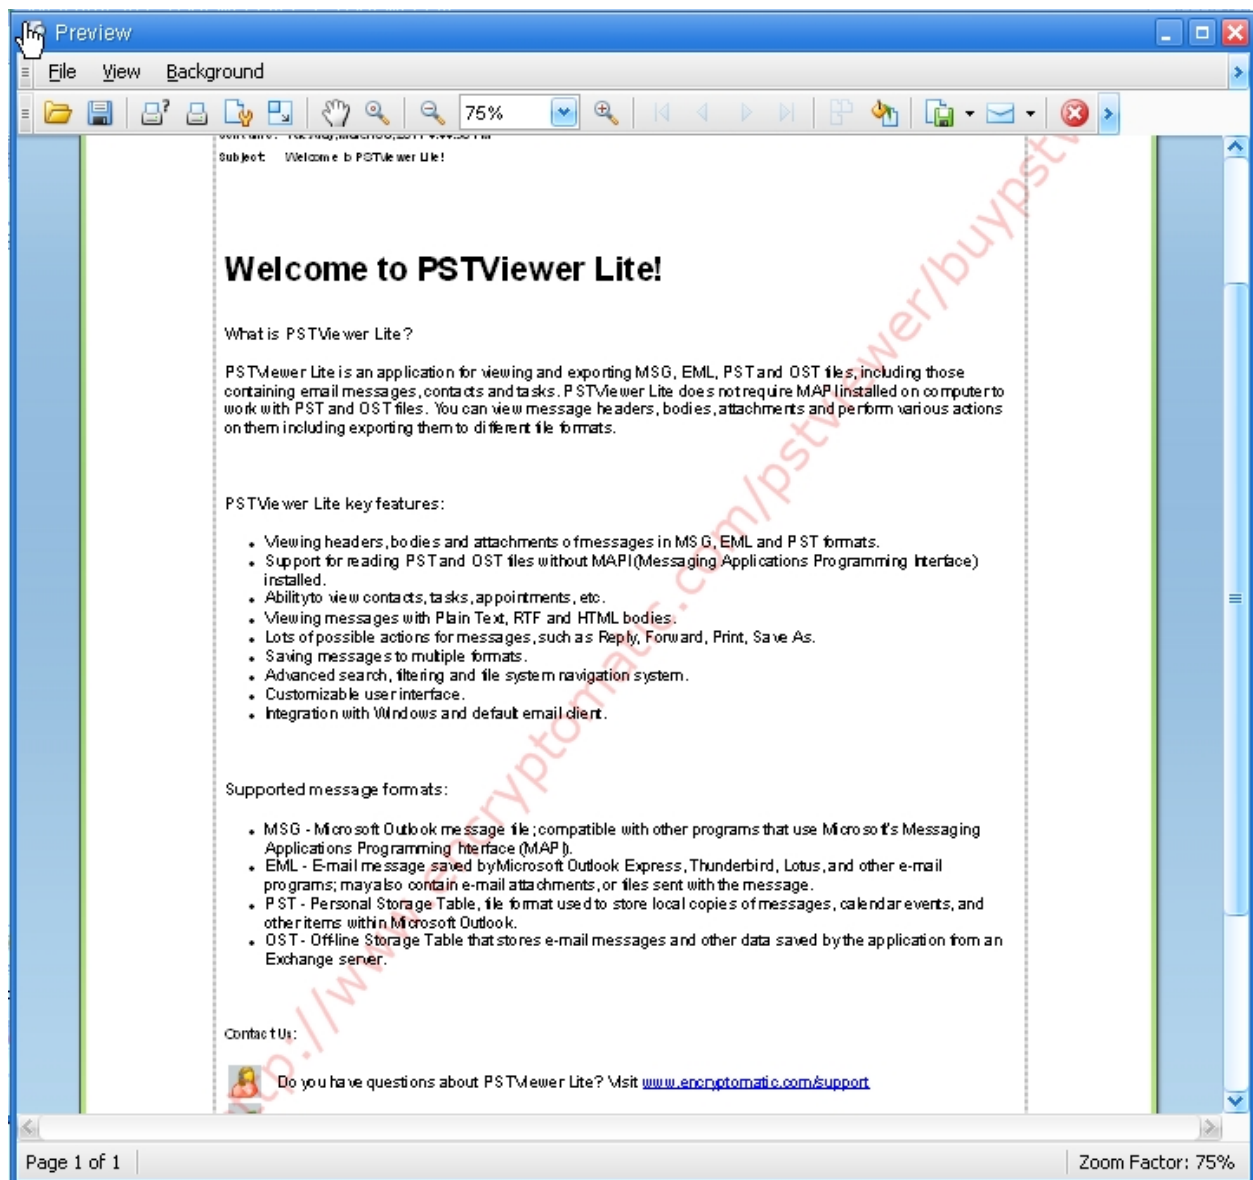 Preview
File View Background
75%
Subject: Welcome to PSTViewer Lite!
Welcome to PSTViewer Lite!
What is PSTViewer Lite?
PSTViewer Lite is an application for viewing and exporting MSG, EML, PST and OST files, including those
containing email messages, contacts and tasks. PSTViewer Lite does not require MAPI installed on computer to
work with PST and OST files. You can view message headers, bodies, attachments and perform various actions
on them including exporting them to different file formats.
PSTViewer Lite key features:
• Viewing headers, bodies and attachments of messages in MSG, EML and PST formats.
• Support for reading PST and OST files without MAPI (Messaging Applications Programming Interface)
installed.
• Ability to view contacts, tasks, appointments, etc.
• Viewing messages with Plain Text, RTF and HTML bodies.
• Lots of possible actions for messages, such as Reply, Forward, Print, Save As.
• Saving messages to multiple formats.
• Advanced search, filtering and file system navigation system.
• Customizable user interface.
• Integration with Windows and default email client.
Supported message formats:
• MSG - Microsoft Outlook message file; compatible with other programs that use Microsoft's Messaging
Applications Programming Interface (MAPI).
• EML - E-mail message saved by Microsoft Outlook Express, Thunderbird, Lotus, and other e-mail
programs; may also contain e-mail attachments, or files sent with the message.
• PST - Personal Storage Table, file format used to store local copies of messages, calendar events, and
other items within Microsoft Outlook.
• OST - Offline Storage Table that stores e-mail messages and other data saved by the application from an
Exchange server.
Contact Us:
Do you have questions about PSTViewer Lite? Visit www.encryptomatic.com/support
http://www.encryptomatic.com/pstviewer/buypstv
Page 1 of 1
Zoom Factor: 75%